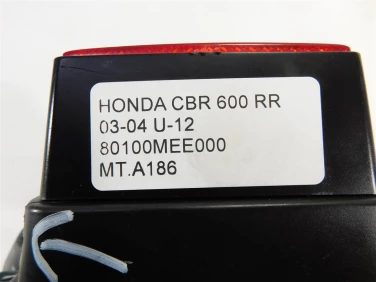 HONDA CBR 600 RR
03-04 U-12
80100MEE000
MT.A186